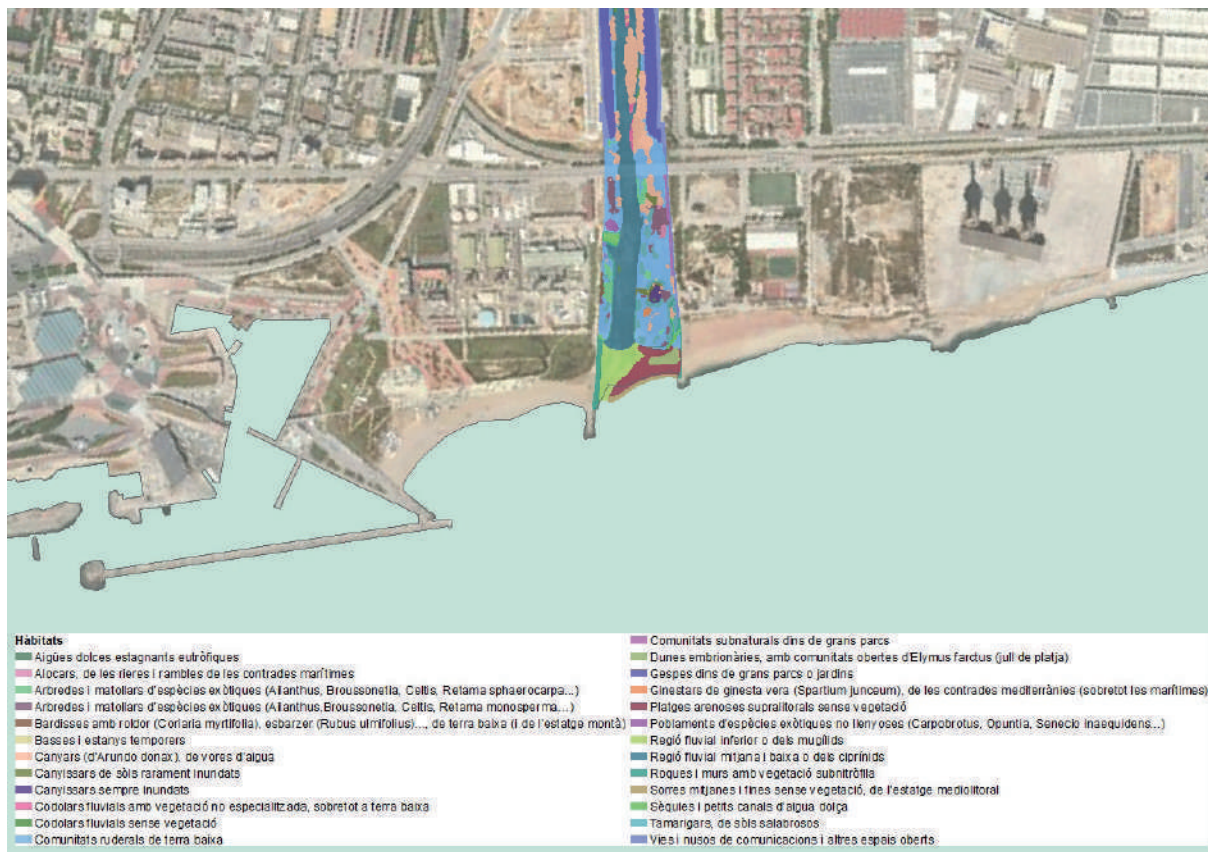 Hàbitats
Aigües dolces estagnants eutròfiques
Alocars, de les rieres i rambles de les contrades marítimes
Arbredes i matollars d'espècies exòtiques (Ailanthus, Broussonetia, Celtis, Retama sphaerocarpa...)
Arbredes i matollars d'espècies exòtiques (Ailanthus,Broussonetia, Celtis, Retama monosperma...)
Bardisses amb roldor (Coriaria myrtifolia), esbarzer (Rubus ulmifolius)..., de terra baixa (i de l'estatge montà)
Basses i estanys temporers
Canyars (d'Arundo donax), de vores d'aigua
Canyissars de sòls rarament inundats
Canyissars sempre inundats
Codolars fluvials amb vegetació no especialitzada, sobretot a terra baixa
Codolars fluvials sense vegetació
Comunitats ruderals de terra baixa
Comunitats subnaturals dins de grans parcs
Dunes embrionàries, amb comunitats obertes d'Elymus farctus (jull de platja)
Gespes dins de grans parcs o jardins
Ginestars de ginesta vera (Spartium junceum), de les contrades mediterrànies (sobretot les marítimes)
Platges arenoses supralitorals sense vegetació
Poblaments d'espècies exòtiques no llenyoses (Carpobrotus, Opuntia, Senecio inaequidens...)
Regió fluvial inferior o dels mugílids
Regió fluvial mitjana i baixa o dels ciprínids
Roques i murs amb vegetació subnitròfila
Sorres mitjanes i fines sense vegetació, de l'estatge mediolitoral
Sèquies i petits canals d'aigua dolça
Tamarigars, de sòls salabrosos
Vies i nusos de comunicacions i altres espais oberts